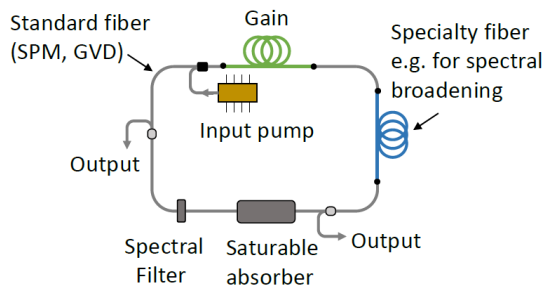 Standard fiber
(SPM, GVD)
Gain
Specialty fiber
e.g. for spectral
broadening
Input pump
Output
Output
Spectral
Filter
Saturable
absorber